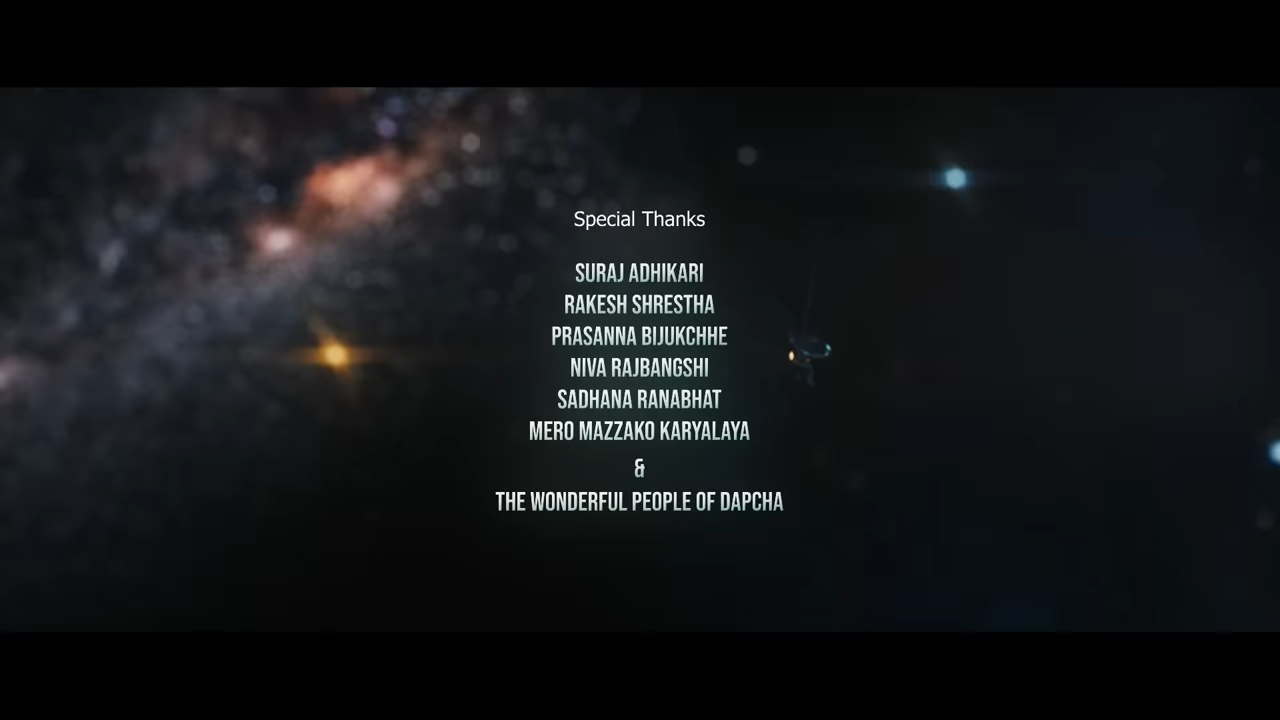 Special Thanks
SURAJ ADHIKARI
RAKESH SHRESTHA
PRASANNA BIJUKCHHE
NIVA RAJBANGSHI
SADHANA RANABHAT
MERO MAZZAKO KARYALAYA
&
THE WONDERFUL PEOPLE OF DAPCHA